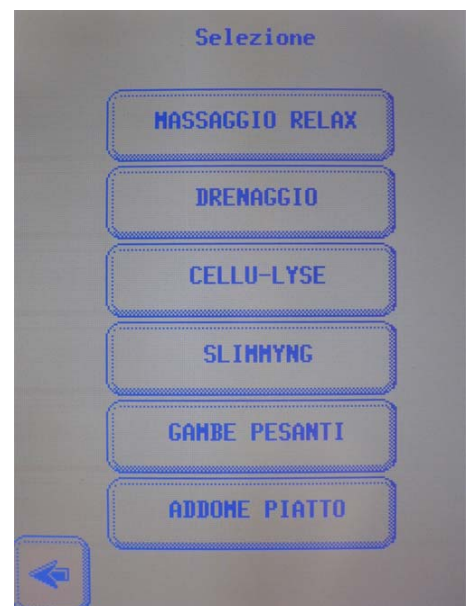 Selezione
MASSAGGIO RELAX
DRENAGGIO
CELLU-LYSE
SLIMMYNG
GAMBE PESANTI
ADDOME PIATTO